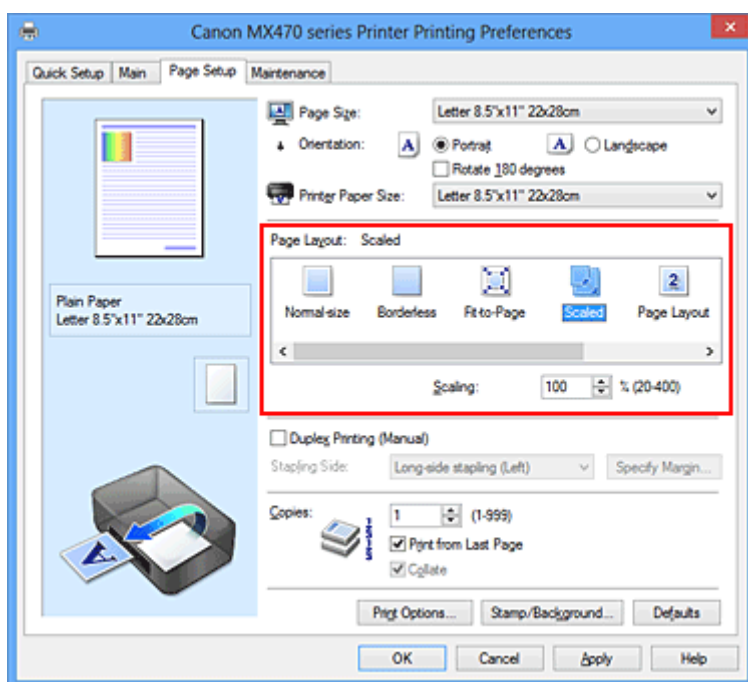 Canon MX470 series Printer Printing Preferences
Quick Setup Main Page Setup Maintenance
Page Size: Letter 8.5"x11" 22x28cm
Orientation: A Portrait A Landscape
Rotate 180 degrees
Printer Paper Size: Letter 8.5"x11" 22x28cm
Page Layout: Scaled
Normal-size Borderless Fit-to-Page Scaled 2 Page Layout
Scaling: 100 % (20-400)
Plain Paper
Letter 8.5"x11" 22x28cm
Duplex Printing (Manual)
Stapling Side: Long-side stapling (Left) Specify Margin...
Copies: 1 (1-999)
Print from Last Page
Collate
A
Print Options... Stamp/Background... Defaults
OK Cancel Apply Help